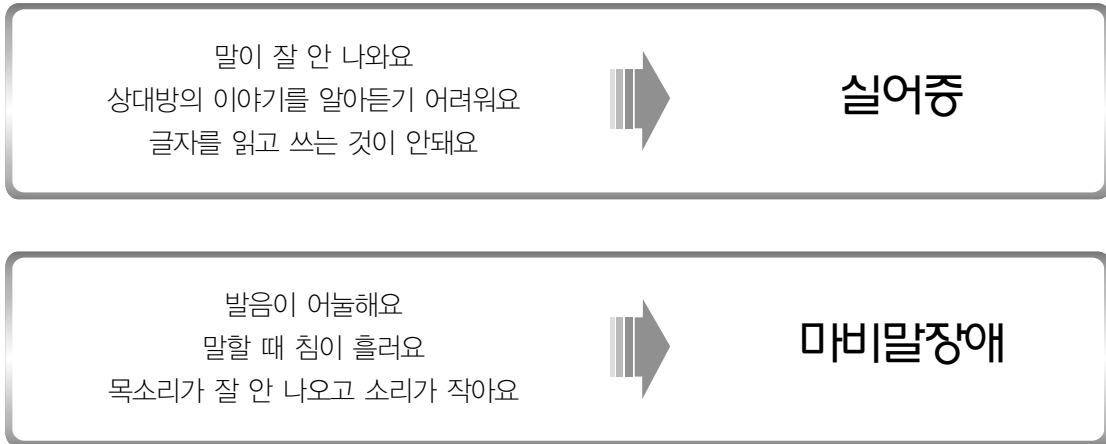 말이 잘 안 나와요
상대방의 이야기를 알아듣기 어려워요
글자를 읽고 쓰는 것이 안돼요
실어증
발음이 어눌해요
말할 때 침이 흘러요
목소리가 잘 안 나오고 소리가 작아요
마비말장애